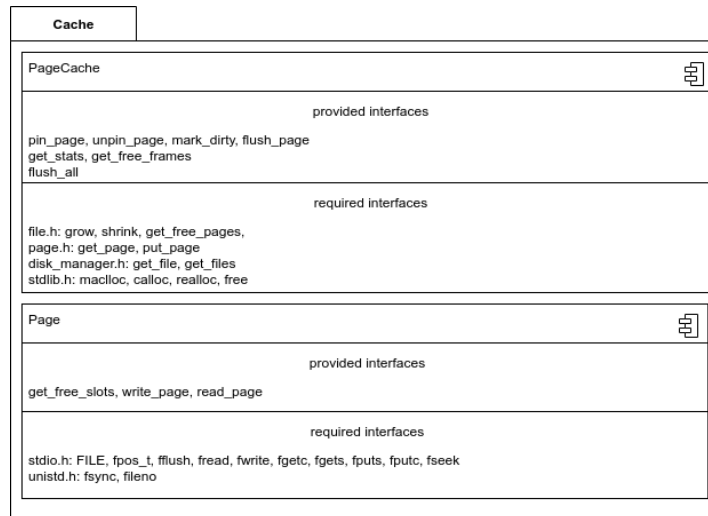 Cache
PageCache
provided interfaces
pin_page, unpin_page, mark_dirty, flush_page
get_stats, get_free_frames
flush_all
required interfaces
file.h: grow, shrink, get_free_pages,
page.h: get_page, put_page
disk_manager.h: get_file, get_files
stdlib.h: maclloc, calloc, realloc, free
Page
provided interfaces
get_free_slots, write_page, read_page
required interfaces
stdio.h: FILE, fpos_t, fflush, fread, fwrite, fgetc, fgets, fputs, fputc, fseek
unistd.h: fsync, fileno